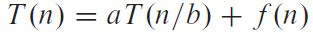 T(n) = aT(n/b) + f(n)